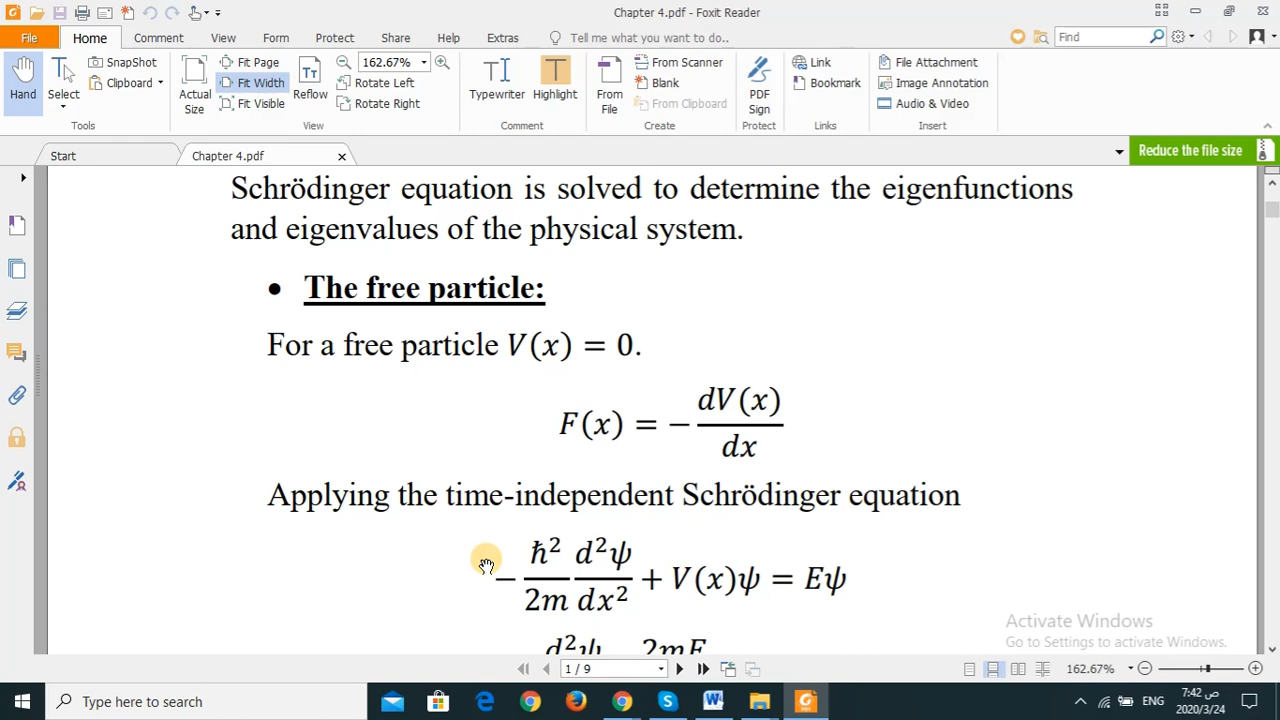 Chapter 4.pdf - Foxit Reader
File Home Comment View Form Protect Share Help Extras Tell me what you want to do.. Find
Hand
Select
SnapShot
Clipboard
Tools
Actual Size
Fit Page
Fit Width
Fit Visible
Reflow
162.67%
Rotate Left
Rotate Right
View
Typewriter
Highlight
Comment
From File
From Scanner
Blank
From Clipboard
Create
PDF Sign
Protect
Link
Bookmark
Links
File Attachment
Image Annotation
Audio & Video
Insert
Start
Chapter 4.pdf
Reduce the file size
Schrödinger equation is solved to determine the eigenfunctions
and eigenvalues of the physical system.
• The free particle:
For a free particle V(x) = 0.
F(x) = − dV(x)/dx
Applying the time-independent Schrödinger equation
− ħ²/2m d²ψ/dx² + V(x)ψ = Eψ
d²ψ 2mE
Activate Windows
Go to Settings to activate Windows.
1 / 9
162.67%
Type here to search
ENG
7:42 ص
2020/3/24